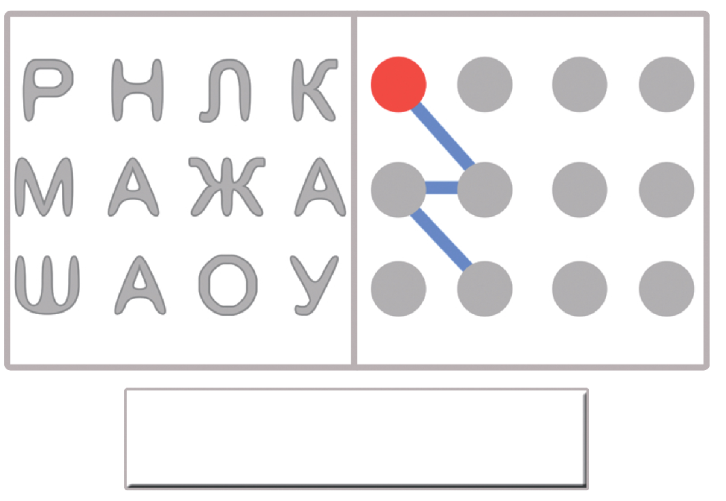 Р Н Л К
М А Ж А
Ш А О У